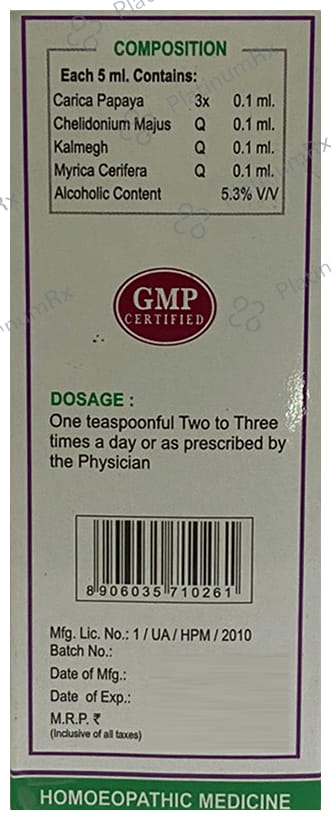 COMPOSITION
Each 5 ml. Contains:
Carica Papaya 3x 0.1 ml.
Chelidonium Majus Q 0.1 ml.
Kalmegh Q 0.1 ml.
Myrica Cerifera Q 0.1 ml.
Alcoholic Content 5.3% V/V
GMP
CERTIFIED
DOSAGE :
One teaspoonful Two to Three
times a day or as prescribed by
the Physician
8 906035 710261
Mfg. Lic. No.: 1 / UA / HPM / 2010
Batch No.:
Date of Mfg.:
Date of Exp.:
M.R.P. ₹
(Inclusive of all taxes)
HOMOEOPATHIC MEDICINE
PlatinumRx